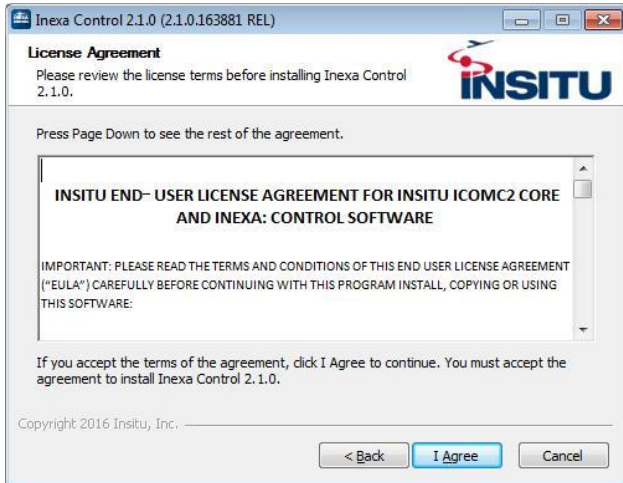 Inexa Control 2.1.0 (2.1.0.163881 REL)
License Agreement
Please review the license terms before installing Inexa Control
2.1.0.
INSITU
Press Page Down to see the rest of the agreement.
INSITU END– USER LICENSE AGREEMENT FOR INSITU ICOMC2 CORE
AND INEXA: CONTROL SOFTWARE
IMPORTANT: PLEASE READ THE TERMS AND CONDITIONS OF THIS END USER LICENSE AGREEMENT
("EULA") CAREFULLY BEFORE CONTINUING WITH THIS PROGRAM INSTALL, COPYING OR USING
THIS SOFTWARE:
If you accept the terms of the agreement, click I Agree to continue. You must accept the
agreement to install Inexa Control 2.1.0.
Copyright 2016 Insitu, Inc.
< Back
I Agree
Cancel